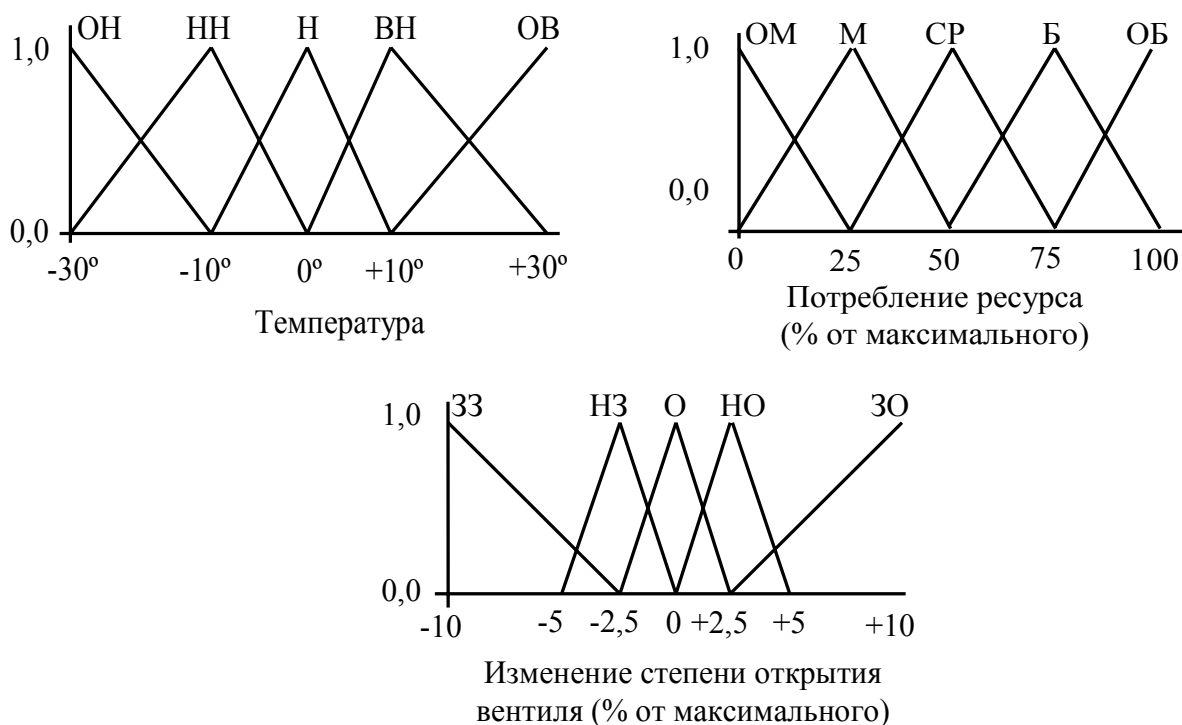 1,0 ОН НН Н ВН ОВ
0,0
-30º -10º 0º +10º +30º
Температура
1,0 ОМ М СР Б ОБ
0,0
0 25 50 75 100
Потребление ресурса
(% от максимального)
1,0 ЗЗ НЗ О НО ЗО
0,0
-10 -5 -2,5 0 +2,5 +5 +10
Изменение степени открытия
вентиля (% от максимального)